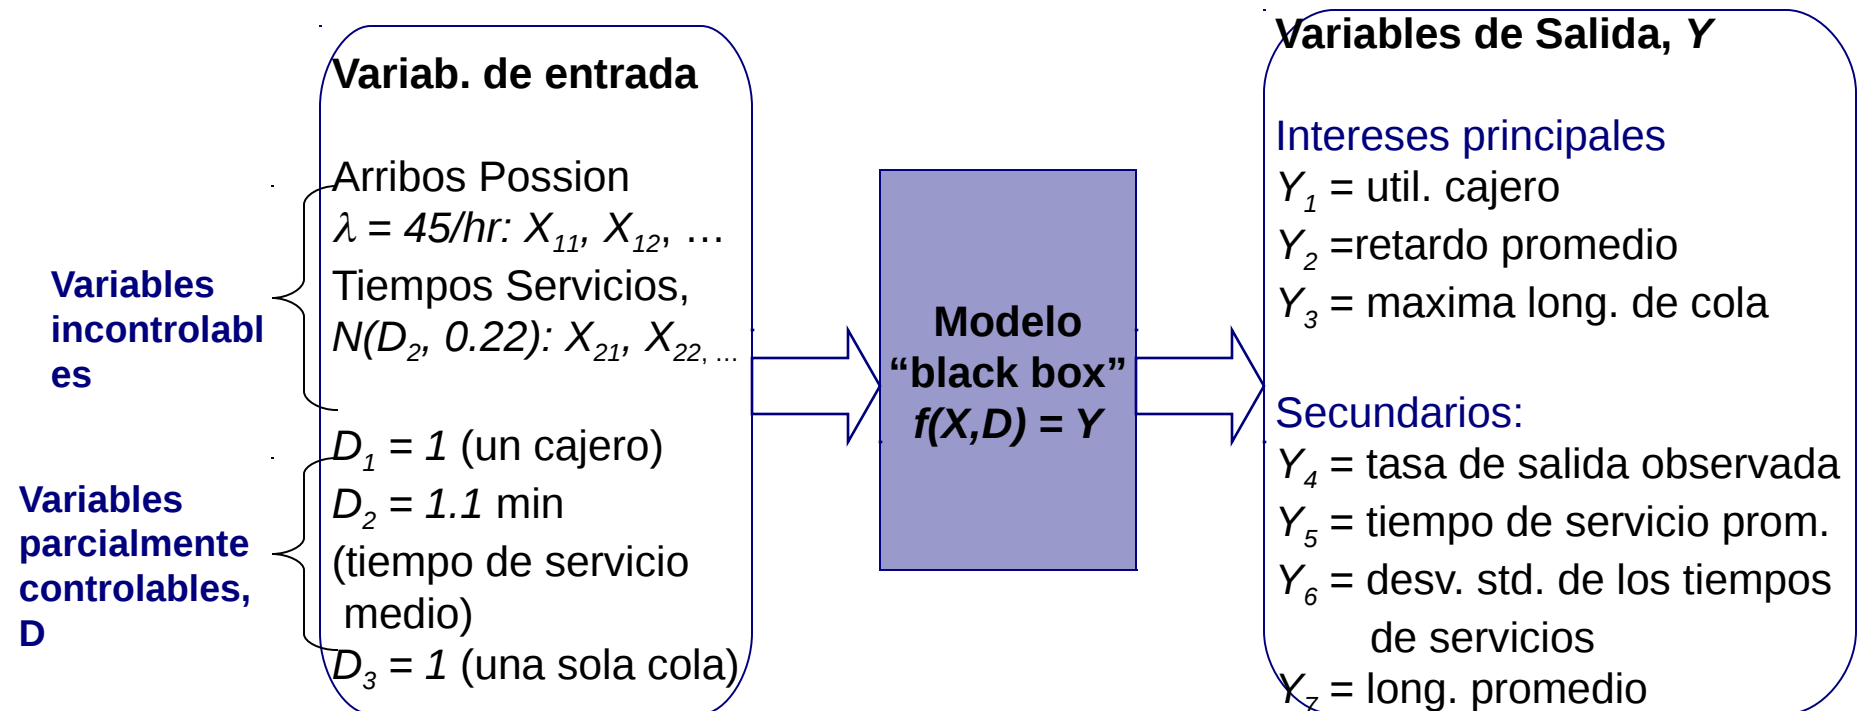 Variables
incontrolabl
es
Variables
parcialmente
controlables,
D
Variab. de entrada
Arribos Possion
λ = 45/hr: X11, X12, …
Tiempos Servicios,
N(D2, 0.22): X21, X22, …
D1 = 1 (un cajero)
D2 = 1.1 min
(tiempo de servicio
medio)
D3 = 1 (una sola cola)
Modelo
“black box”
f(X,D) = Y
Variables de Salida, Y
Intereses principales
Y1 = util. cajero
Y2 =retardo promedio
Y3 = maxima long. de cola
Secundarios:
Y4 = tasa de salida observada
Y5 = tiempo de servicio prom.
Y6 = desv. std. de los tiempos
de servicios
Y7 = long. promedio